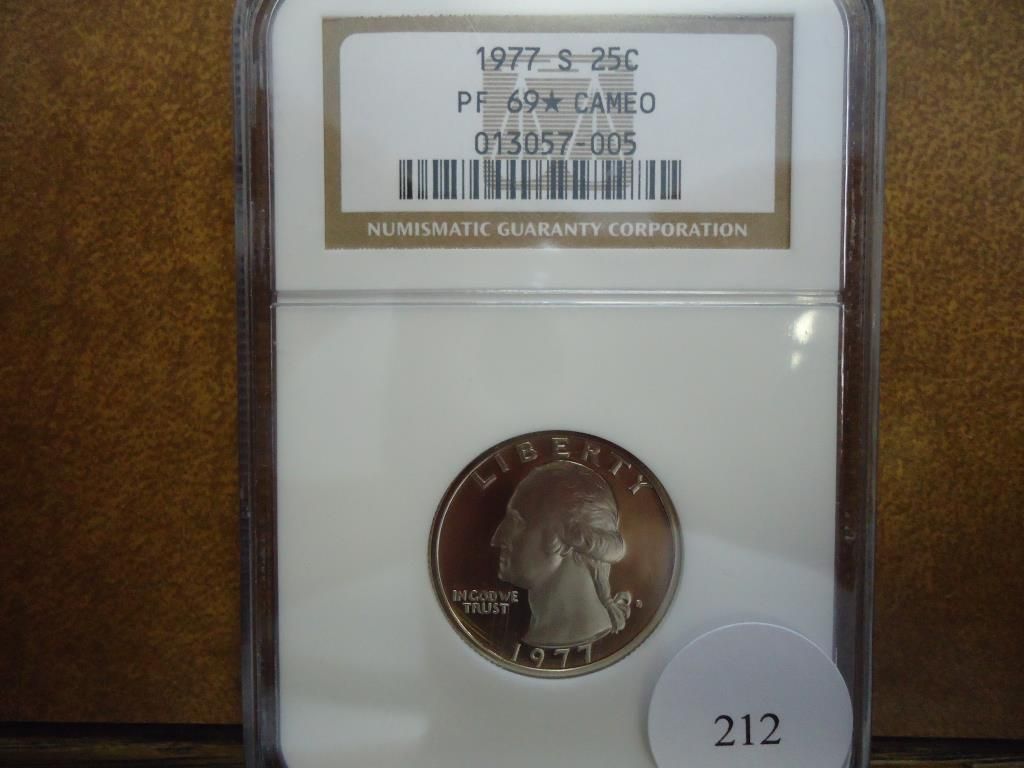 1977 S 25C
PF 69★ CAMEO
013057-005
NUMISMATIC GUARANTY CORPORATION
LIBERTY
IN GOD WE
TRUST
1977
212